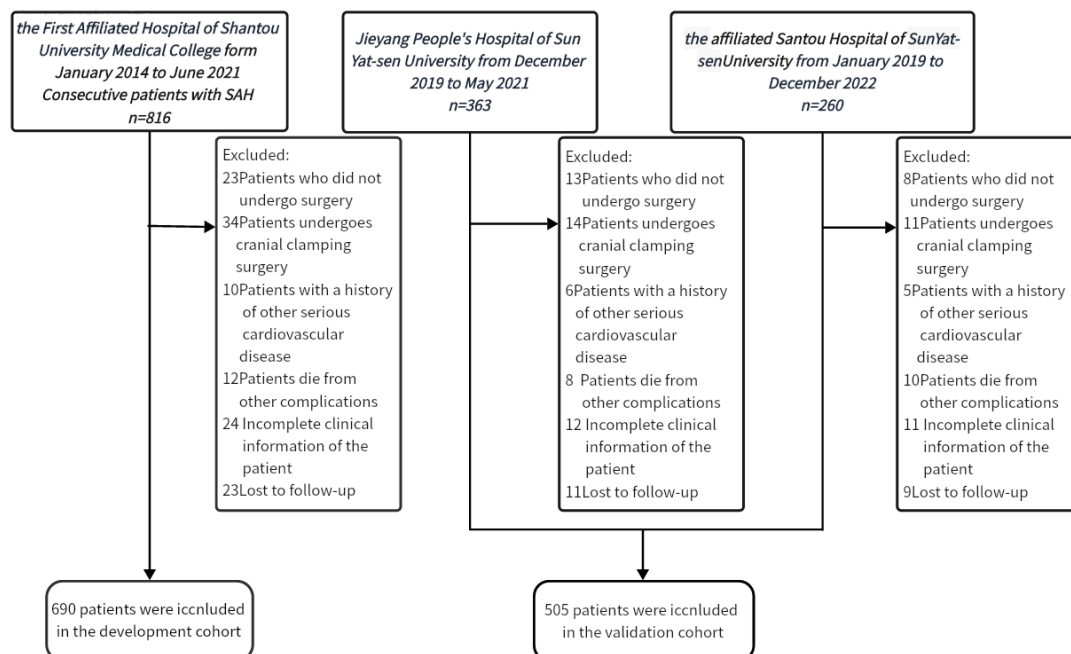 the First Affiliated Hospital of Shantou
University Medical College form
January 2014 to June 2021
Consecutive patients with SAH
n=816
Jieyang People's Hospital of Sun
Yat-sen University from December
2019 to May 2021
n=363
the affiliated Santou Hospital of SunYat-
senUniversity from January 2019 to
December 2022
n=260
Excluded:
23Patients who did not
undergo surgery
34Patients undergoes
cranial clamping
surgery
10Patients with a history
of other serious
cardiovascular
disease
12Patients die from
other complications
24 Incomplete clinical
information of the
patient
23Lost to follow-up
Excluded:
13Patients who did not
undergo surgery
14Patients undergoes
cranial clamping
surgery
6Patients with a history
of other serious
cardiovascular
disease
8 Patients die from
other complications
12 Incomplete clinical
information of the
patient
11Lost to follow-up
Excluded:
8Patients who did not
undergo surgery
11Patients undergoes
cranial clamping
surgery
5Patients with a history
of other serious
cardiovascular
disease
10Patients die from
other complications
11 Incomplete clinical
information of the
patient
9Lost to follow-up
690 patients were iccnluded
in the development cohort
505 patients were iccnluded
in the validation cohort